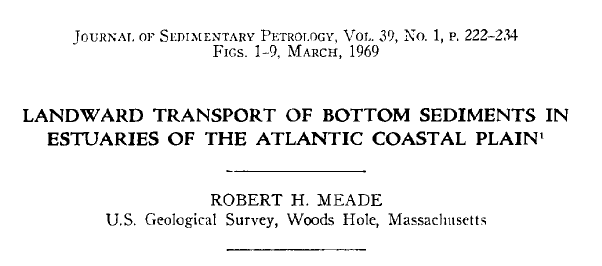 JOURNAL OF SEDIMENTARY PETROLOGY, VOL. 39, NO. 1, P. 222-234
FIGS. 1-9, MARCH, 1969
LANDWARD TRANSPORT OF BOTTOM SEDIMENTS IN
ESTUARIES OF THE ATLANTIC COASTAL PLAIN¹
ROBERT H. MEADE
U.S. Geological Survey, Woods Hole, Massachusetts